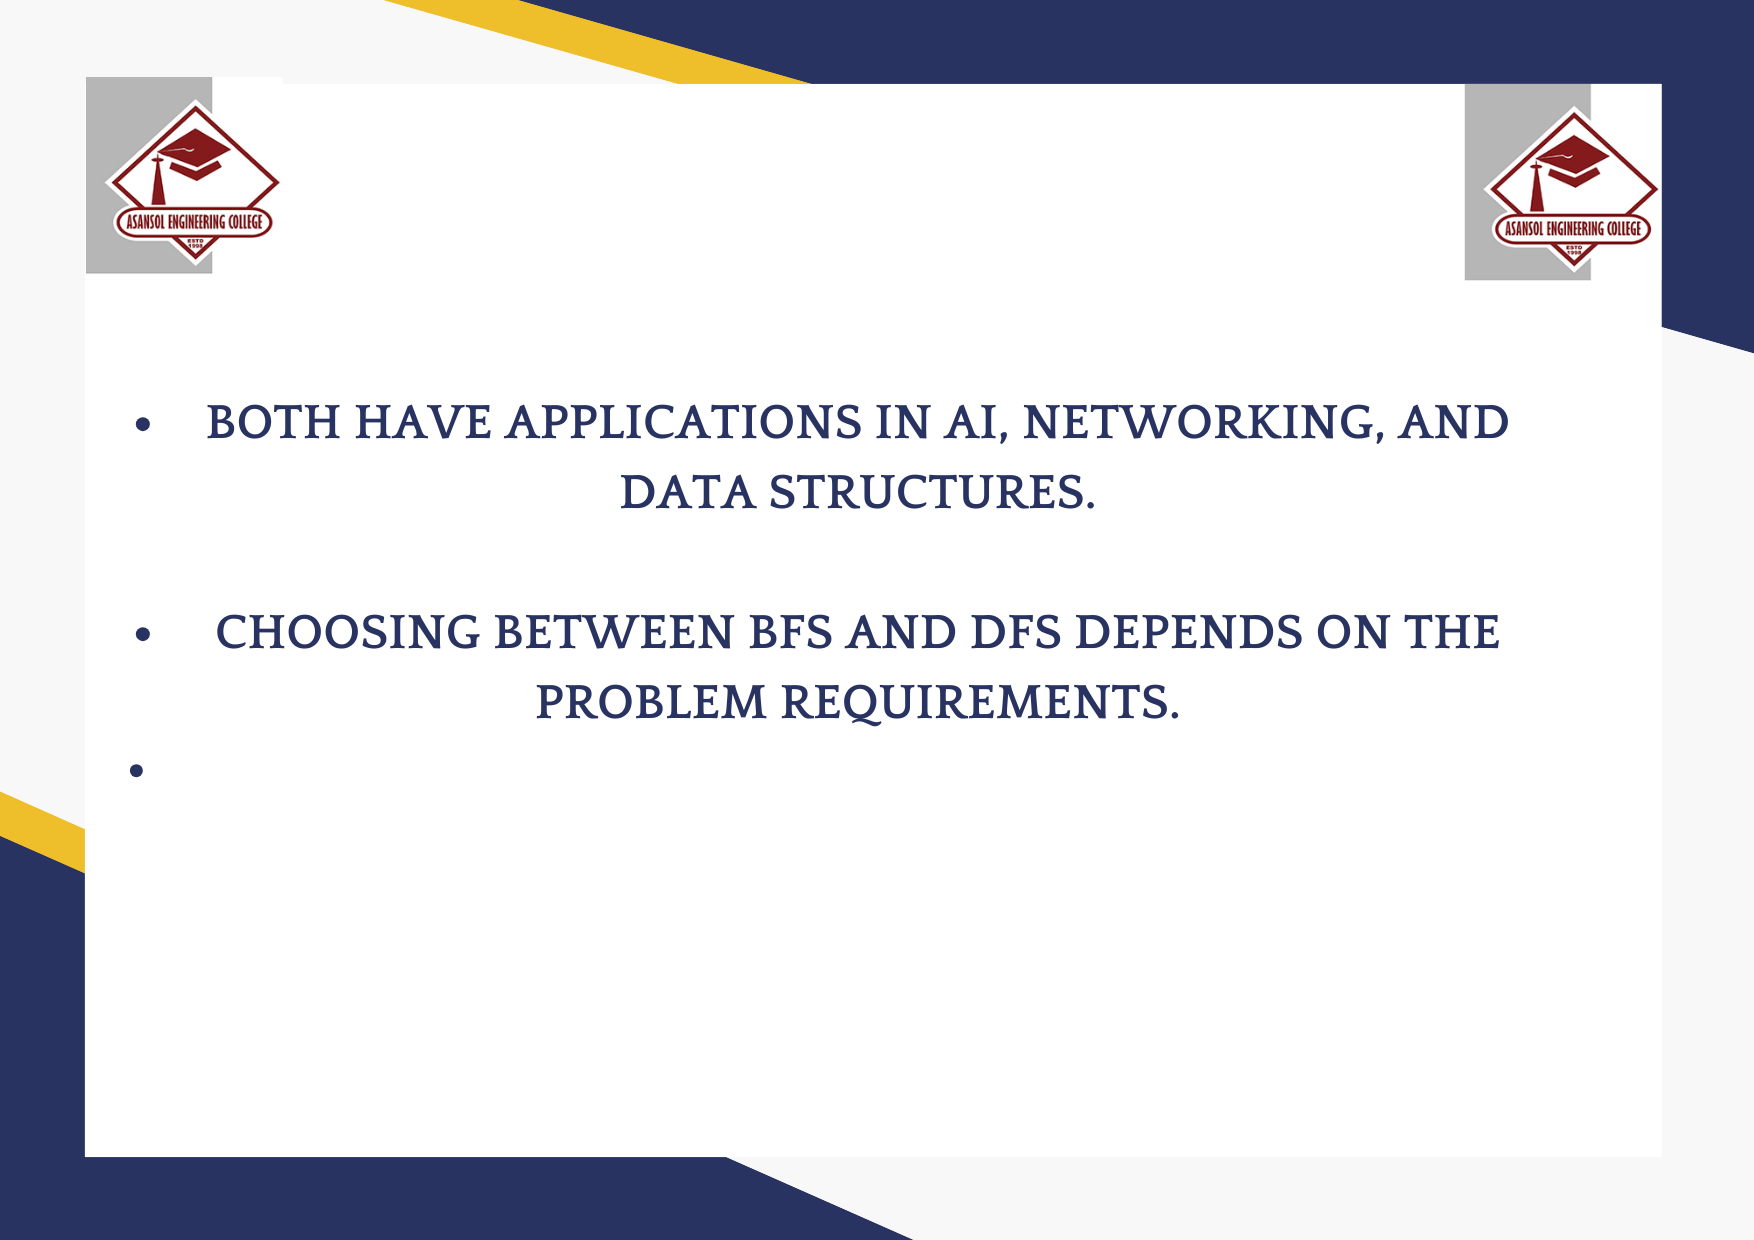 ASANSOL ENGINEERING COLLEGE
ESTD
1998
ASANSOL ENGINEERING COLLEGE
ESTD
1998
• BOTH HAVE APPLICATIONS IN AI, NETWORKING, AND
DATA STRUCTURES.
• CHOOSING BETWEEN BFS AND DFS DEPENDS ON THE
PROBLEM REQUIREMENTS.
•